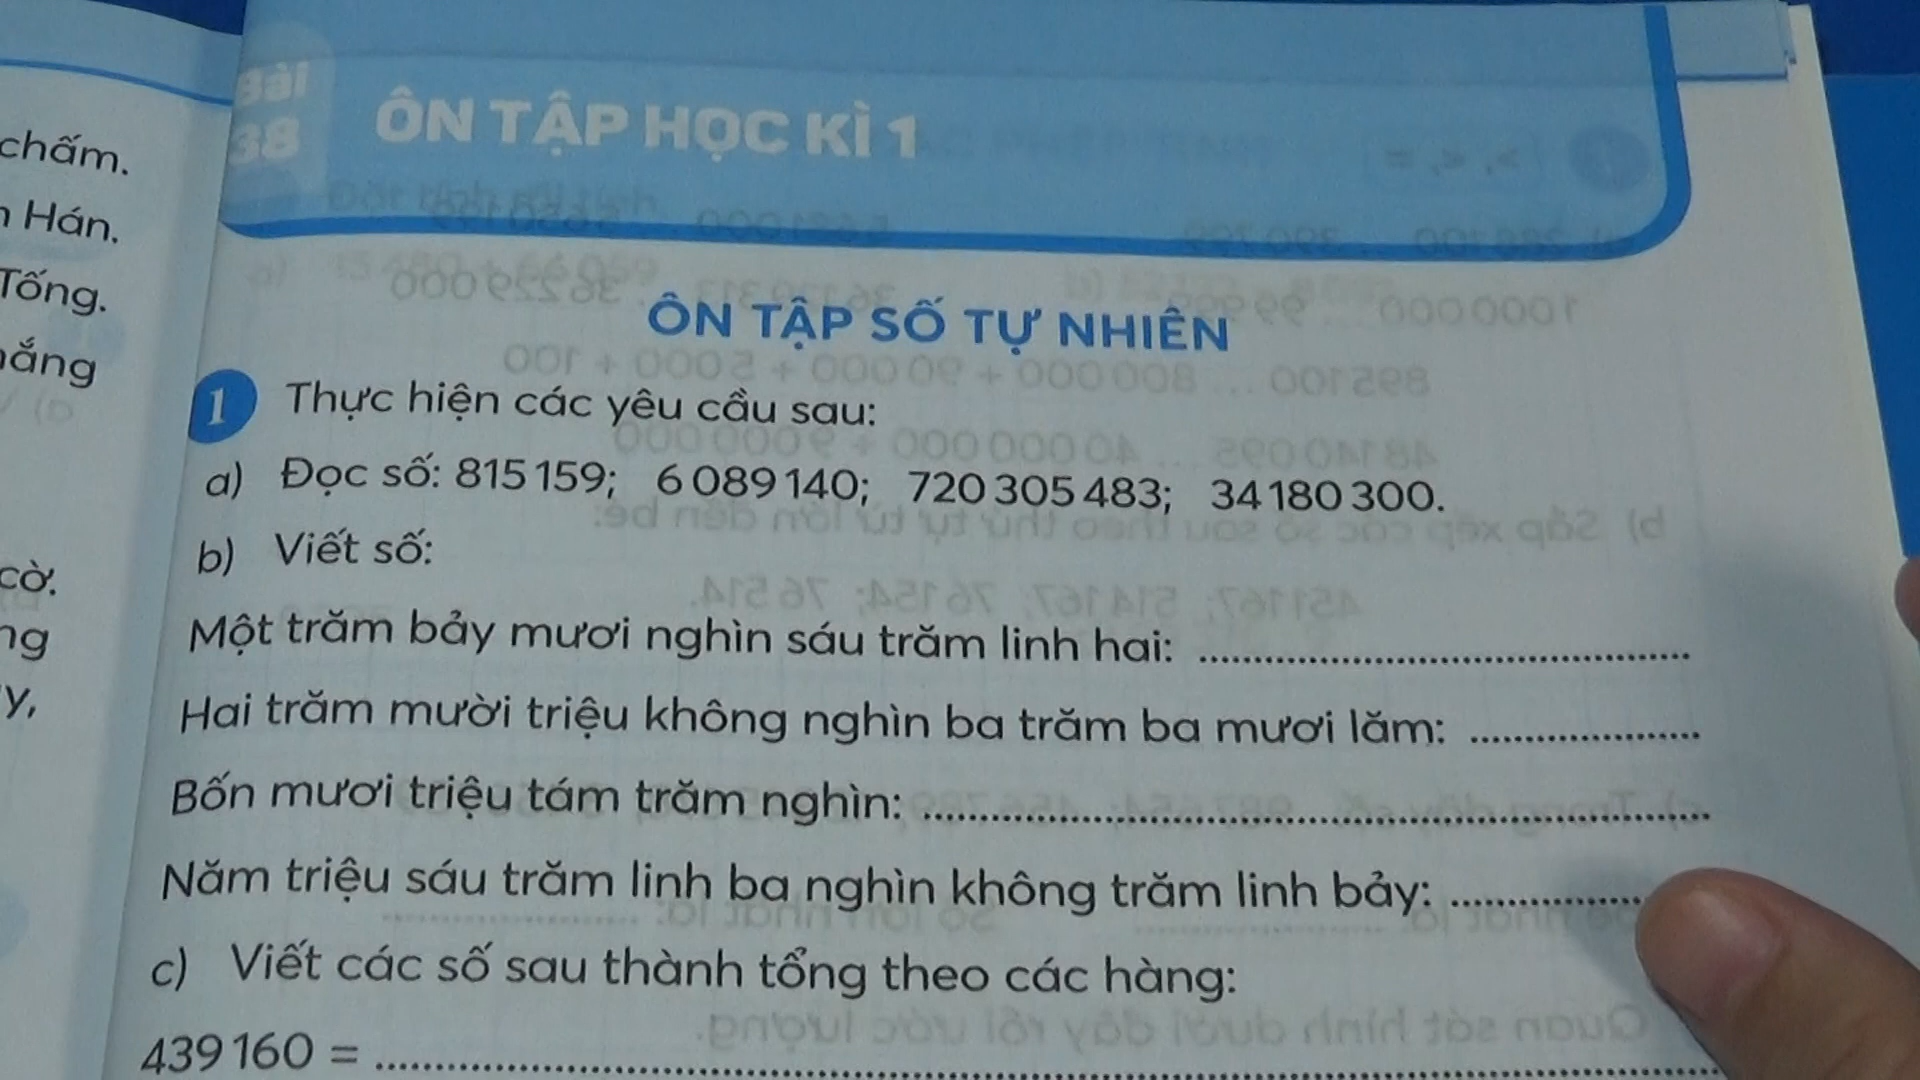 chấm.
Hán.
Tống.
cờ.
y,
Bài
38
ÔN TẬP HỌC KÌ 1
ÔN TẬP SỐ TỰ NHIÊN
1 Thực hiện các yêu cầu sau:
a) Đọc số: 815 159; 6 089 140; 720 305 483; 34 180 300.
b) Viết số:
Một trăm bảy mươi nghìn sáu trăm linh hai: ........................
Hai trăm mười triệu không nghìn ba trăm ba mươi lăm: ........................
Bốn mươi triệu tám trăm nghìn: ........................
Năm triệu sáu trăm linh ba nghìn không trăm linh bảy: ........................
c) Viết các số sau thành tổng theo các hàng:
439 160 = ........................